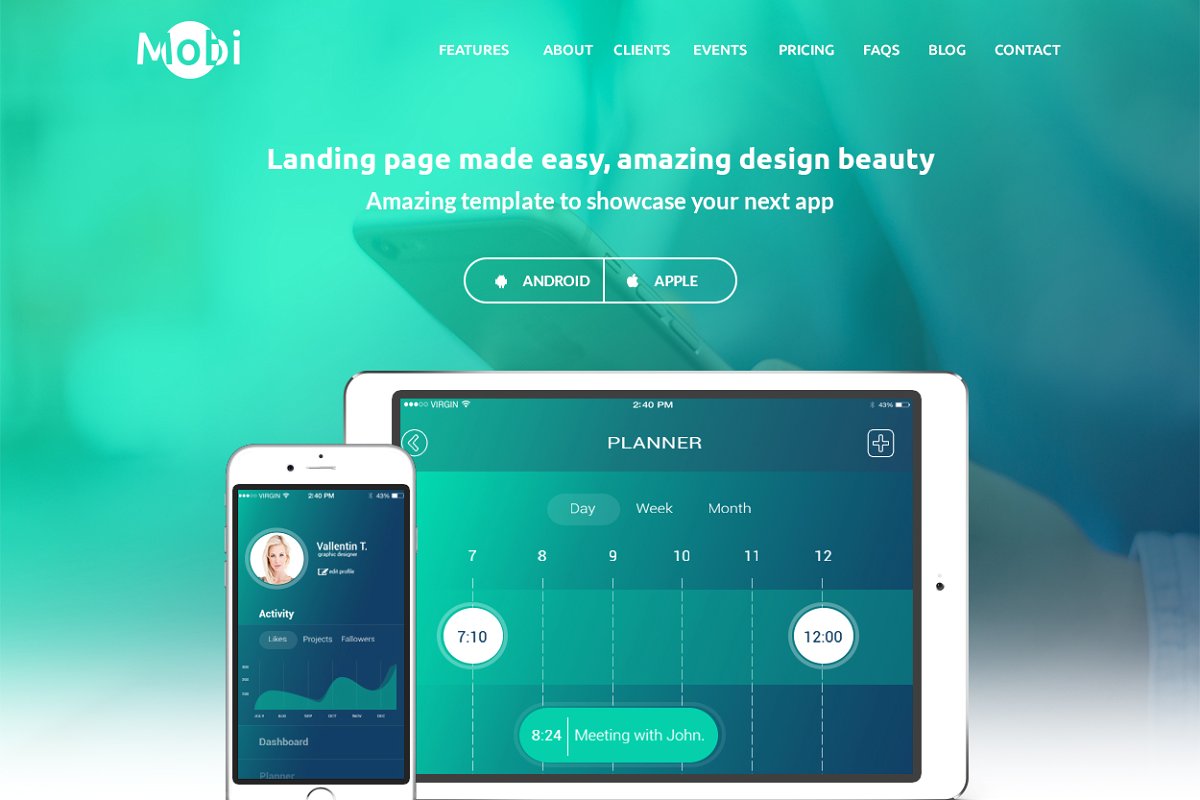 Mobi
FEATURES ABOUT CLIENTS EVENTS PRICING FAQS BLOG CONTACT
Landing page made easy, amazing design beauty
Amazing template to showcase your next app
ANDROID APPLE
VIRGIN 2:40 PM 43%
PLANNER
Day Week Month
7 8 9 10 11 12
7:10 12:00
8:24 Meeting with John.
VIRGIN 2:40 PM 43%
Vallentin T.
graphic designer
edit profile
Activity
Likes Projects Fallowers
Dashboard
Planner